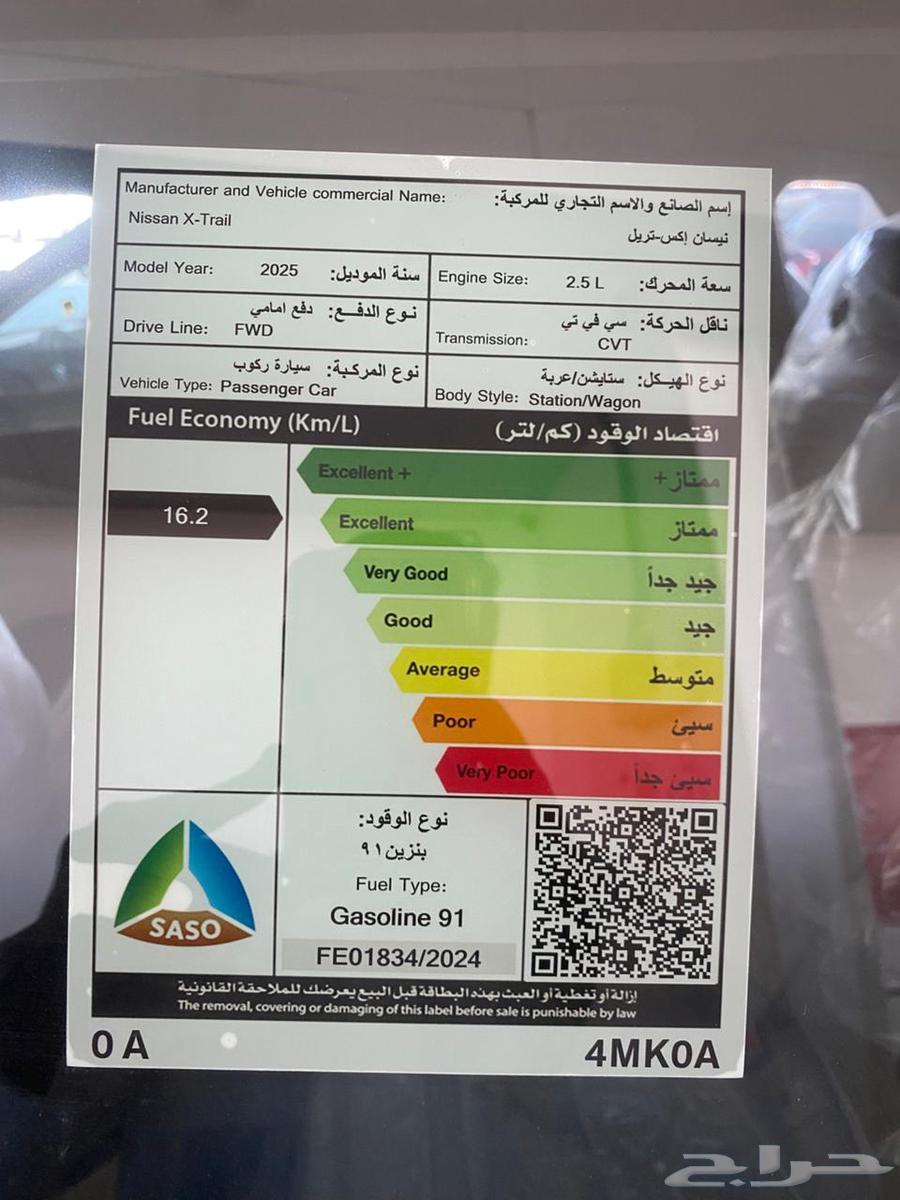 Manufacturer and Vehicle commercial Name: إسم الصانع والاسم التجاري للمركبة:
Nissan X-Trail نيسان إكس-تريل
Model Year: 2025 سنة الموديل:
Engine Size: 2.5 L سعة المحرك:
نوع الدفع: دفع امامي
Drive Line: FWD
ناقل الحركة: سي في تي
Transmission: CVT
نوع المركبة: سيارة ركوب
Vehicle Type: Passenger Car
نوع الهيكل: ستايشن/عربة
Body Style: Station/Wagon
Fuel Economy (Km/L) اقتصاد الوقود (كم/لتر)
Excellent + ممتاز+
16.2
Excellent ممتاز
Very Good جيد جداً
Good جيد
Average متوسط
Poor سيئ
Very Poor سيئ جداً
SASO
نوع الوقود:
بنزين ٩١
Fuel Type:
Gasoline 91
FE01834/2024
إزالة أو تغطية أو العبث بهذه البطاقة قبل البيع يعرضك للملاحقة القانونية
The removal, covering or damaging of this label before sale is punishable by law
0 A 4MK0A
حراج